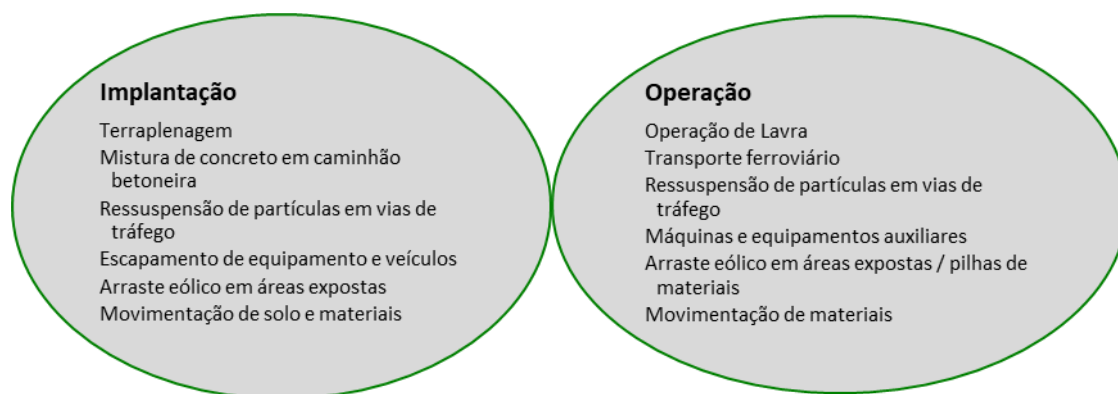 Implantação
Terraplenagem
Mistura de concreto em caminhão
betoneira
Ressuspensão de partículas em vias de
tráfego
Escapamento de equipamento e veículos
Arraste eólico em áreas expostas
Movimentação de solo e materiais
Operação
Operação de Lavra
Transporte ferroviário
Ressuspensão de partículas em vias de
tráfego
Máquinas e equipamentos auxiliares
Arraste eólico em áreas expostas / pilhas de
materiais
Movimentação de materiais